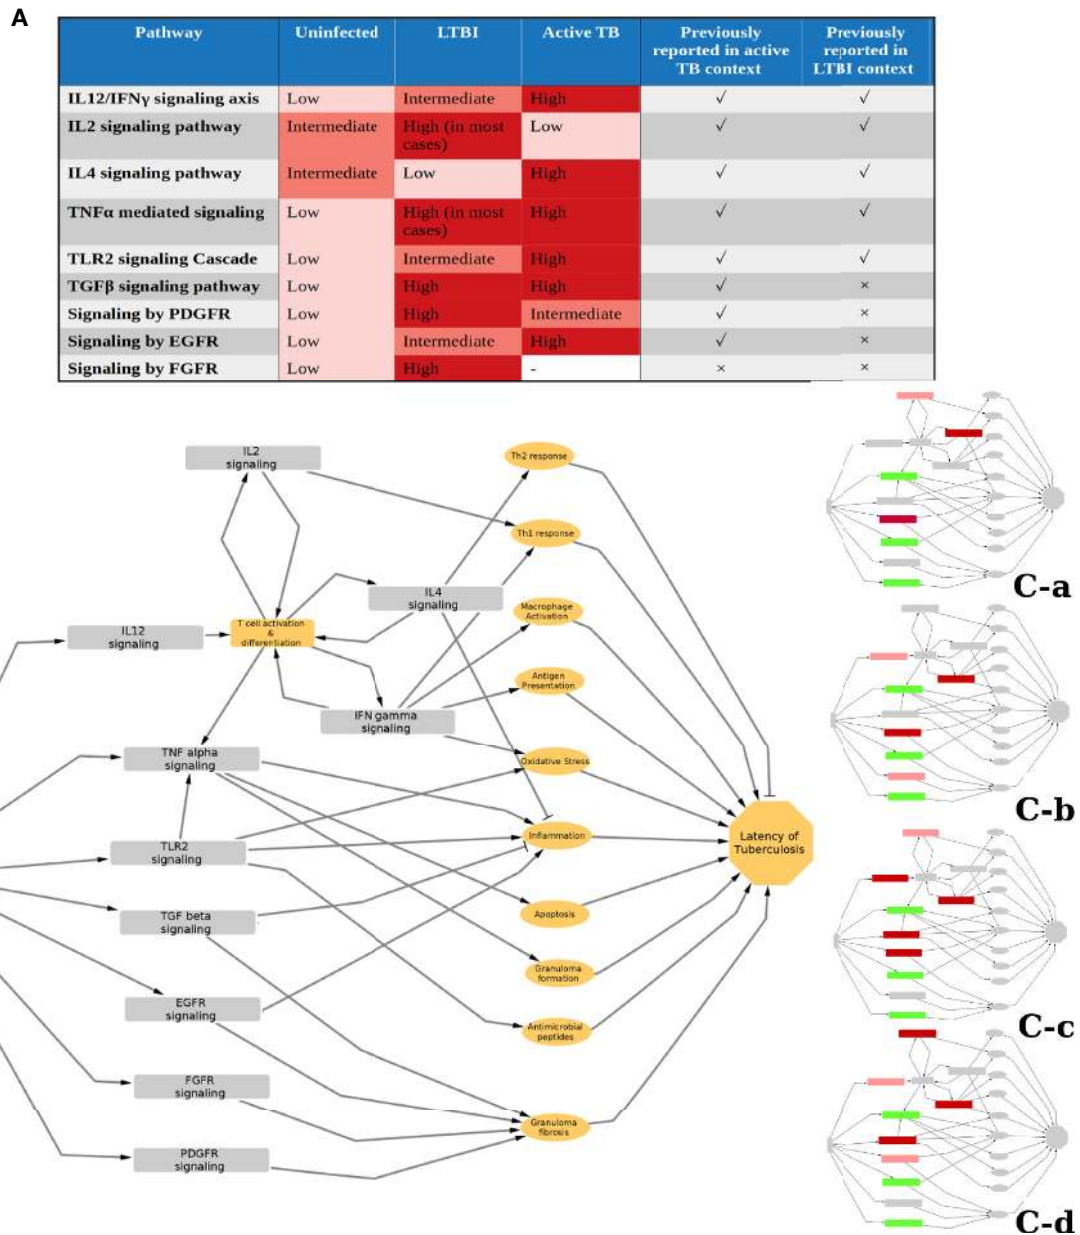 A
Pathway Uninfected LTBI Active TB Previously reported in active TB context Previously reported in LTBI context
IL12/IFNγ signaling axis Low Intermediate High ✓ ✓
IL2 signaling pathway Intermediate High (in most cases) Low ✓ ✓
IL4 signaling pathway Intermediate Low High ✓ ✓
TNFα mediated signaling Low High (in most cases) High ✓ ✓
TLR2 signaling Cascade Low Intermediate High ✓ ✓
TGFβ signaling pathway Low High High ✓ ×
Signaling by PDGFR Low High Intermediate ✓ ×
Signaling by EGFR Low Intermediate High ✓ ×
Signaling by FGFR Low High - × ×
IL2
signaling
Th2 response
Th1 response
IL4
signaling
Macrophage
Activation
IL12
signaling
T cell activation
&
differentiation
Antigen
Presentation
IFN gamma
signaling
TNF alpha
signaling
Oxidative Stress
Inflammation
Latency of
Tuberculosis
TLR2
signaling
TGF beta
signaling
Apoptosis
Granuloma
formation
EGFR
signaling
Antimicrobial
peptides
FGFR
signaling
Granuloma
fibrosis
PDGFR
signaling
C-a
C-b
C-c
C-d